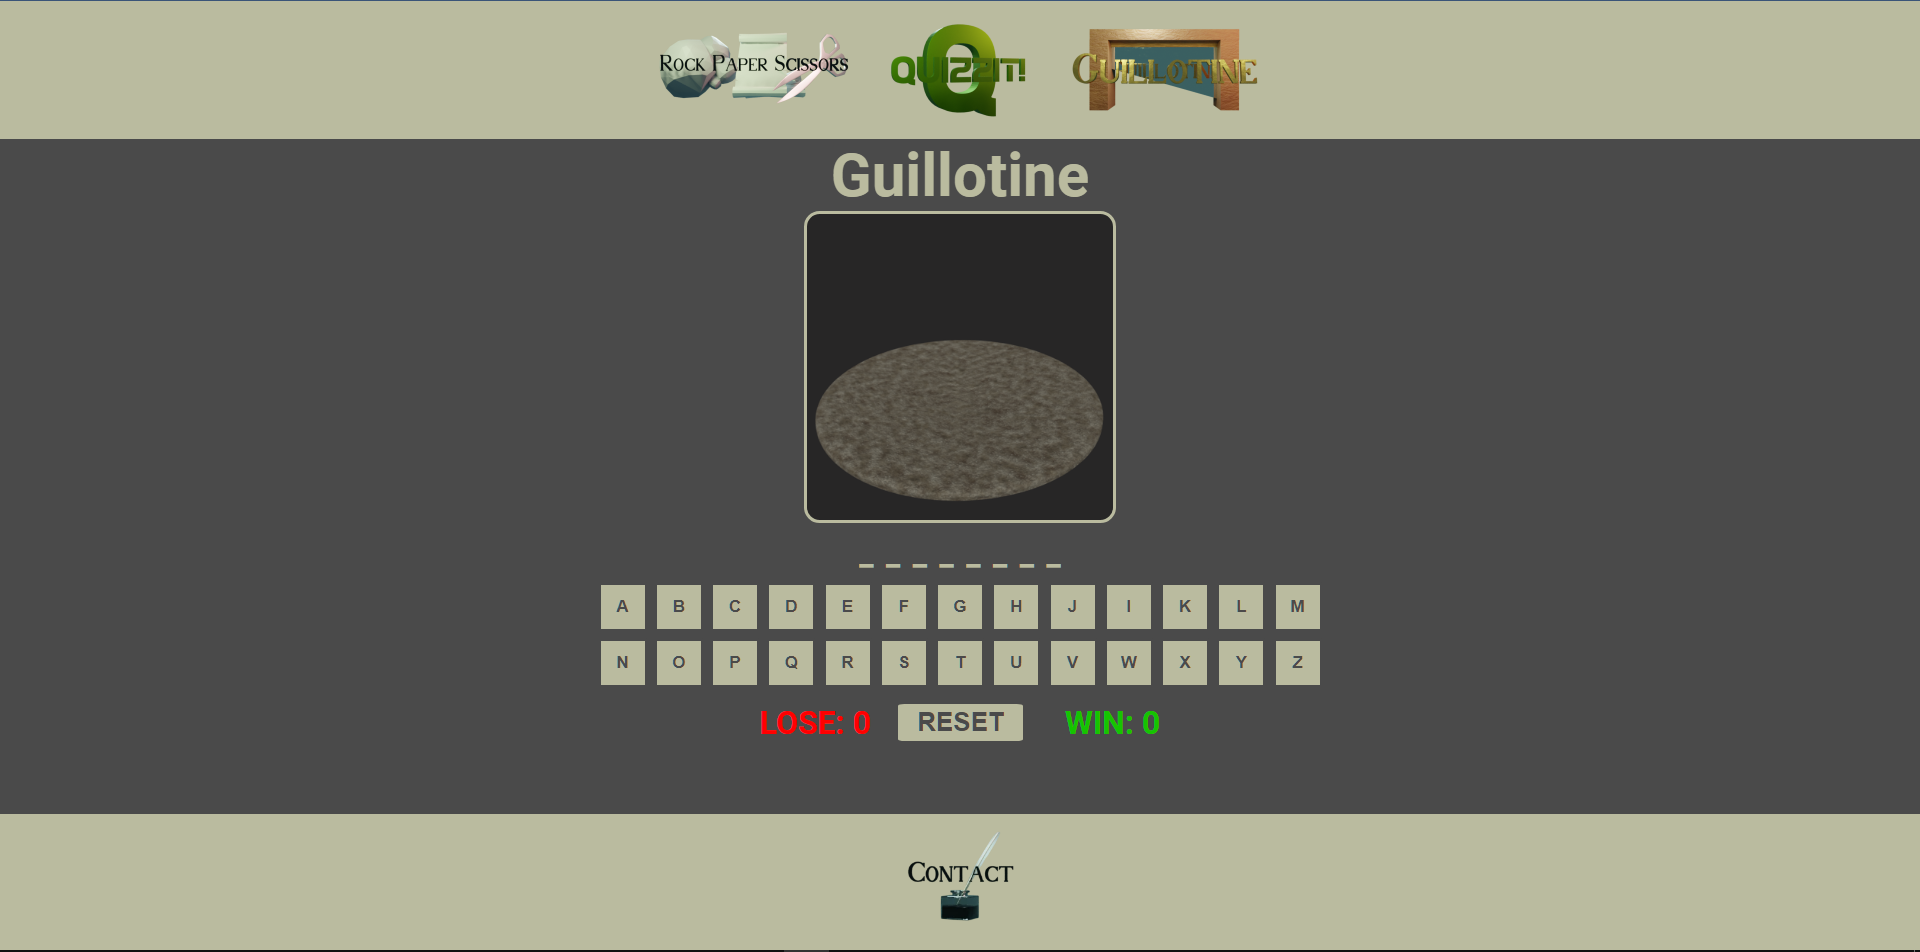 Rock Paper Scissors
QUIZZIT!
Guillotine
Guillotine
_ _ _ _ _ _ _ _
A B C D E F G H J I K L M
N O P Q R S T U V W X Y Z
LOSE: 0 RESET WIN: 0
Contact